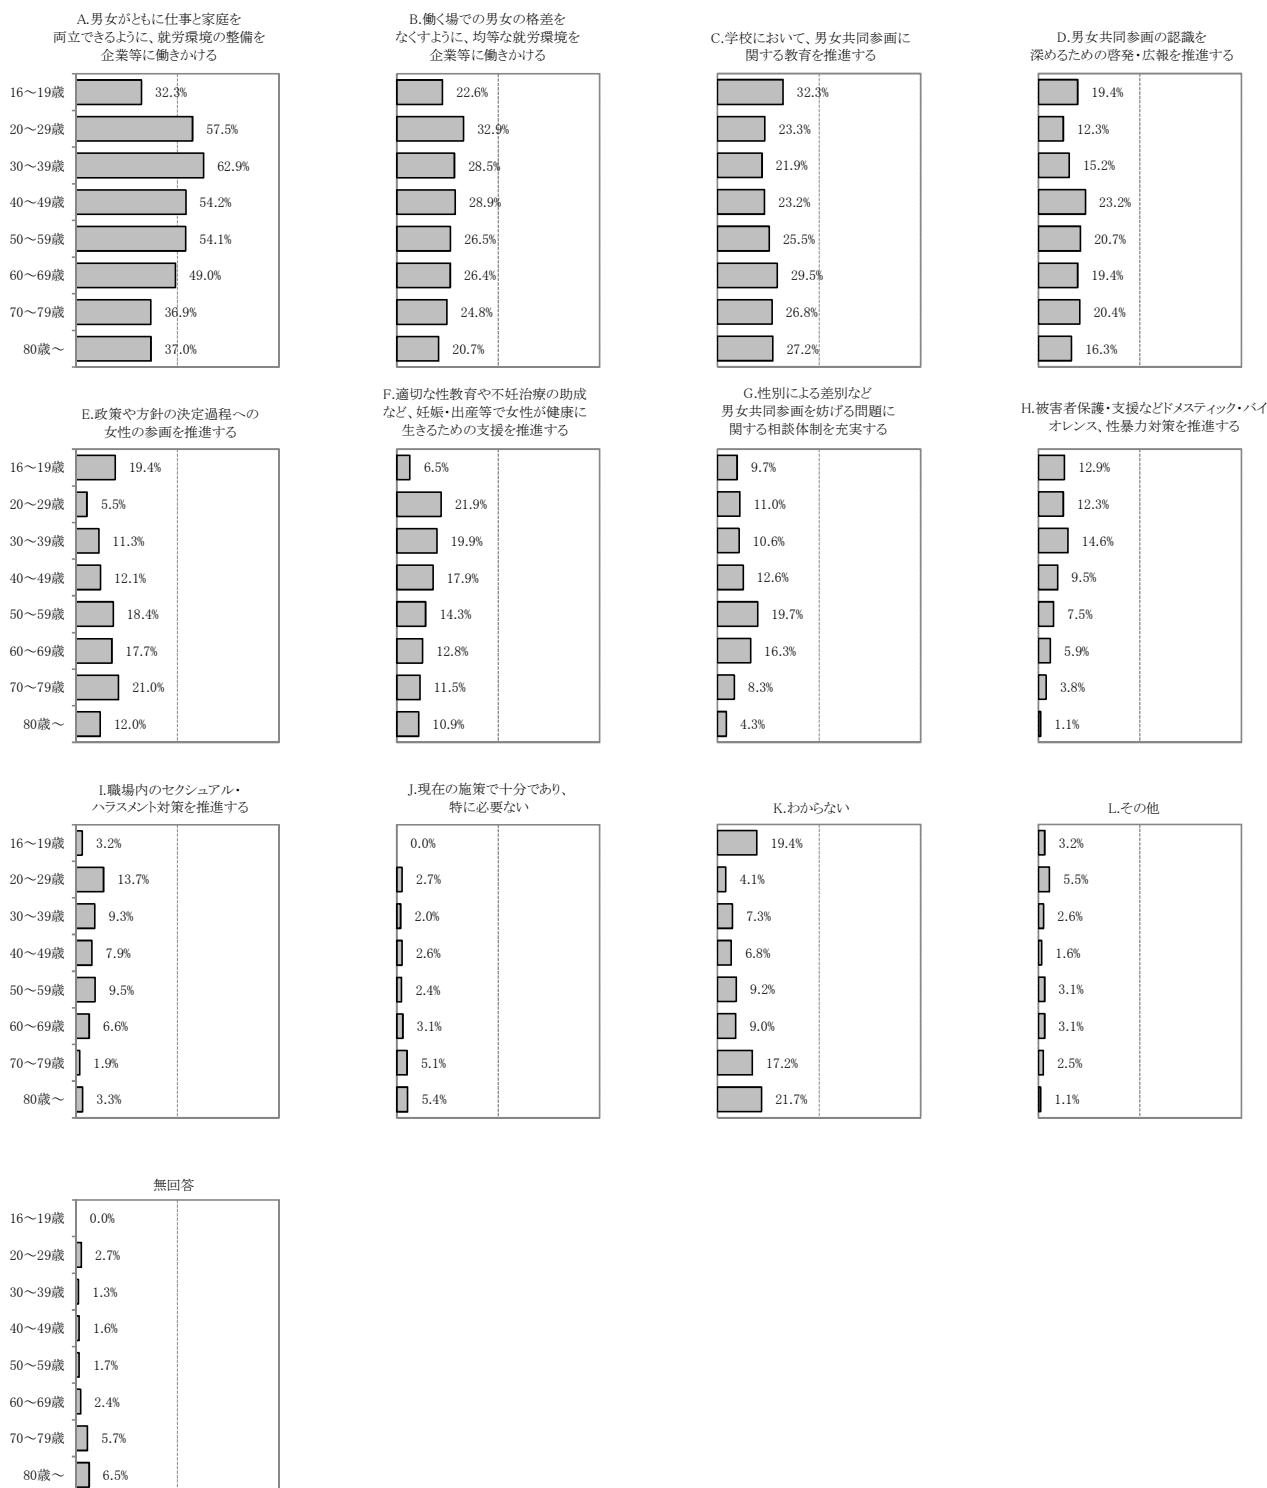 A.男女がともに仕事と家庭を
両立できるように、就労環境の整備を
企業等に働きかける
16～19歳 32.3%
20～29歳 57.5%
30～39歳 62.9%
40～49歳 54.2%
50～59歳 54.1%
60～69歳 49.0%
70～79歳 36.9%
80歳～ 37.0%
B.働く場での男女の格差を
なくすように、均等な就労環境を
企業等に働きかける
22.6%
32.9%
28.5%
28.9%
26.5%
26.4%
24.8%
20.7%
C.学校において、男女共同参画に
関する教育を推進する
32.3%
23.3%
21.9%
23.2%
25.5%
29.5%
26.8%
27.2%
D.男女共同参画の認識を
深めるための啓発・広報を推進する
19.4%
12.3%
15.2%
23.2%
20.7%
19.4%
20.4%
16.3%
E.政策や方針の決定過程への
女性の参画を推進する
16～19歳 19.4%
20～29歳 5.5%
30～39歳 11.3%
40～49歳 12.1%
50～59歳 18.4%
60～69歳 17.7%
70～79歳 21.0%
80歳～ 12.0%
F.適切な性教育や不妊治療の助成
など、妊娠・出産等で女性が健康に
生きるための支援を推進する
6.5%
21.9%
19.9%
17.9%
14.3%
12.8%
11.5%
10.9%
G.性別による差別など
男女共同参画を妨げる問題に
関する相談体制を充実する
9.7%
11.0%
10.6%
12.6%
19.7%
16.3%
8.3%
4.3%
H.被害者保護・支援などドメスティック・バイ
オレンス、性暴力対策を推進する
12.9%
12.3%
14.6%
9.5%
7.5%
5.9%
3.8%
1.1%
I.職場内のセクシュアル・
ハラスメント対策を推進する
16～19歳 3.2%
20～29歳 13.7%
30～39歳 9.3%
40～49歳 7.9%
50～59歳 9.5%
60～69歳 6.6%
70～79歳 1.9%
80歳～ 3.3%
J.現在の施策で十分であり、
特に必要ない
0.0%
2.7%
2.0%
2.6%
2.4%
3.1%
5.1%
5.4%
K.わからない
19.4%
4.1%
7.3%
6.8%
9.2%
9.0%
17.2%
21.7%
L.その他
3.2%
5.5%
2.6%
1.6%
3.1%
3.1%
2.5%
1.1%
無回答
16～19歳 0.0%
20～29歳 2.7%
30～39歳 1.3%
40～49歳 1.6%
50～59歳 1.7%
60～69歳 2.4%
70～79歳 5.7%
80歳～ 6.5%